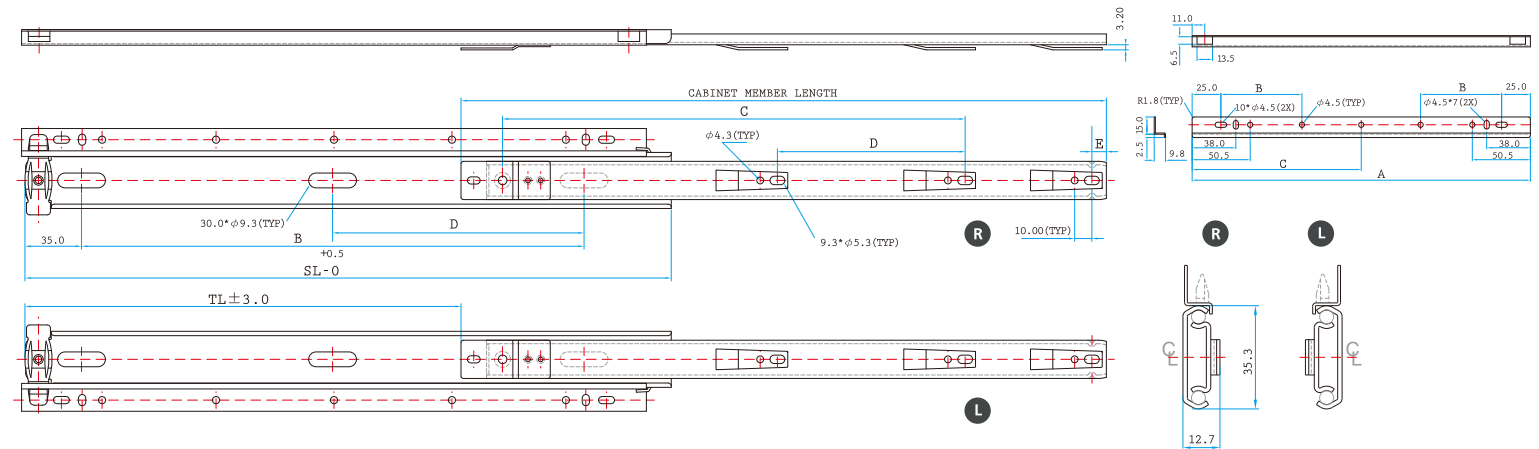 3.20
11.0
6.5
13.5
CABINET MEMBER LENGTH
C
φ4.3(TYP)
D
E
30.0*φ9.3(TYP)
9.3*φ5.3(TYP)
10.00(TYP)
35.0
B
D
+0.5
SL-0
R
TL±3.0
L
25.0
B
B
25.0
R1.8(TYP)
10*φ4.5(2X)
φ4.5(TYP)
φ4.5*7(2X)
15.0
2.5
9.8
38.0
50.5
38.0
50.5
C
A
R
L
CL
35.3
CL
12.7